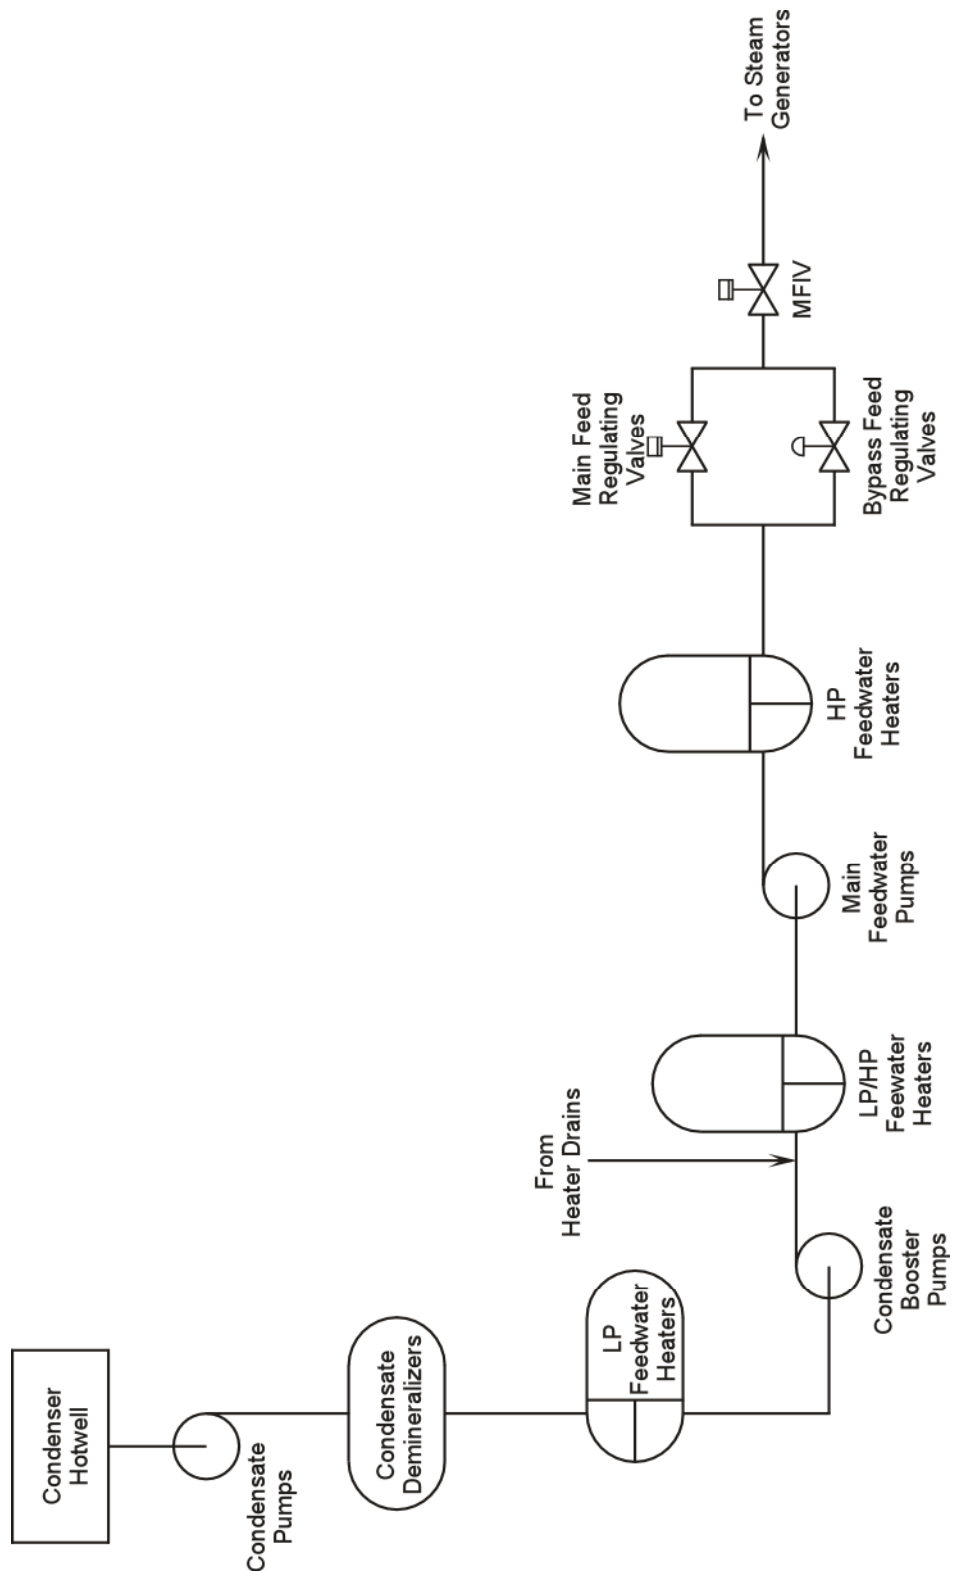 Condenser
Hotwell
Condensate
Pumps
Condensate
Demineralizers
LP
Feedwater
Heaters
Condensate
Booster
Pumps
From
Heater Drains
LP/HP
Feewater
Heaters
Main
Feedwater
Pumps
HP
Feedwater
Heaters
Main Feed
Regulating
Valves
Bypass Feed
Regulating
Valves
MFIV
To Steam
Generators